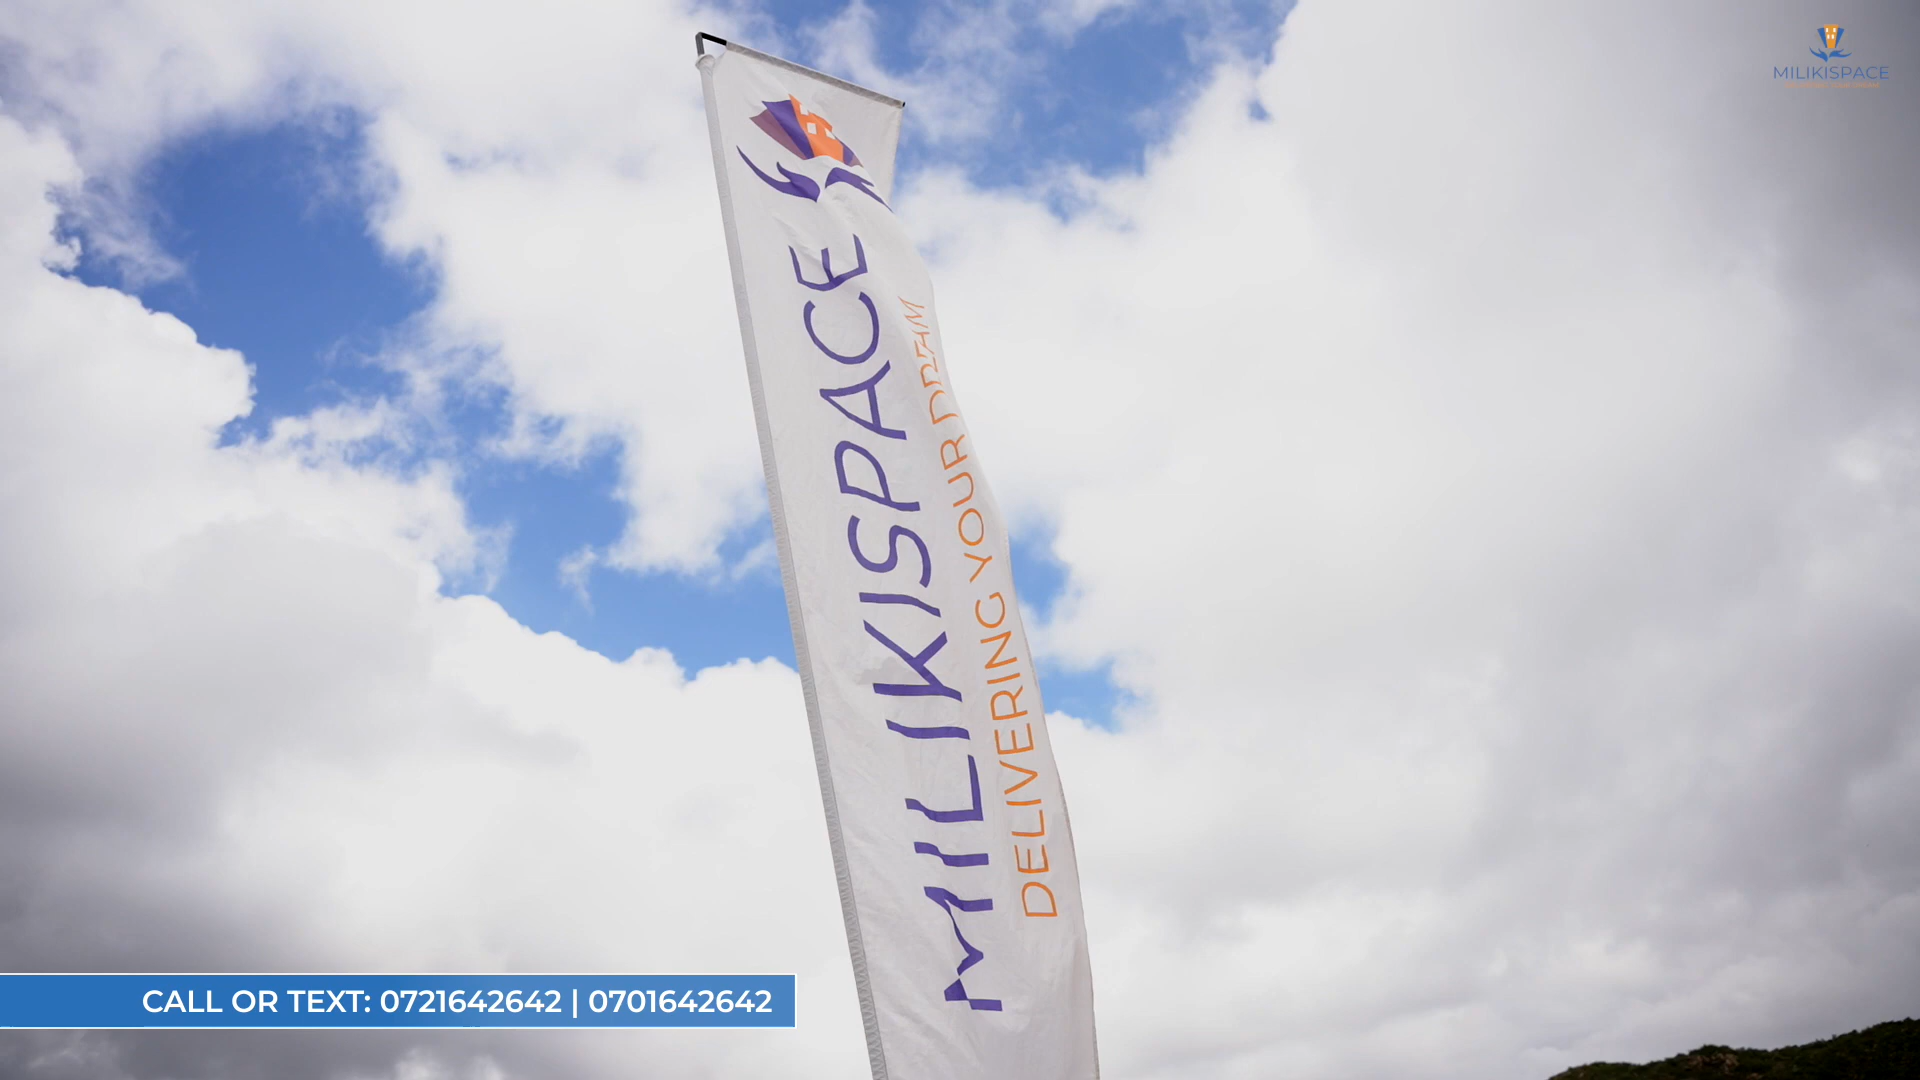 MILIKISPACE
MILIKISPACE
DELIVERING YOUR DREAM
CALL OR TEXT: 0721642642 | 0701642642